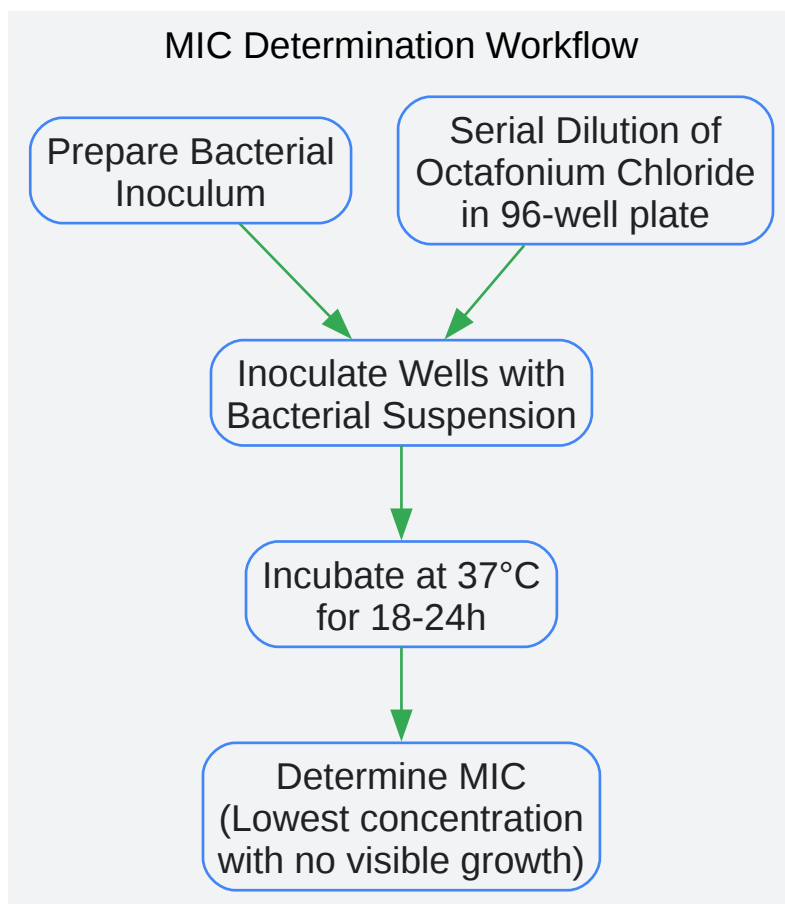 MIC Determination Workflow
Prepare Bacterial
Inoculum
Serial Dilution of
Octafonium Chloride
in 96-well plate
Inoculate Wells with
Bacterial Suspension
Incubate at 37°C
for 18-24h
Determine MIC
(Lowest concentration
with no visible growth)